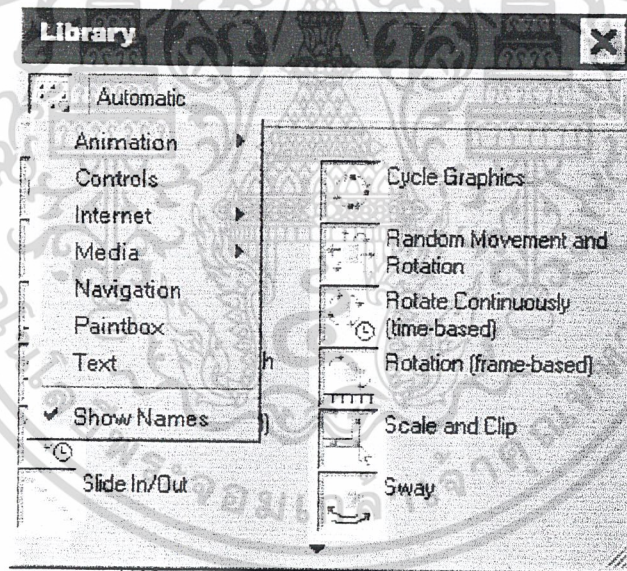 Library
Automatic
Animation
Controls
Internet
Media
Navigation
Paintbox
Text
Show Names
Slide In/Out
Cycle Graphics
Random Movement and
Rotation
Rotate Continuously
(time-based)
Rotation (frame-based)
Scale and Clip
Sway